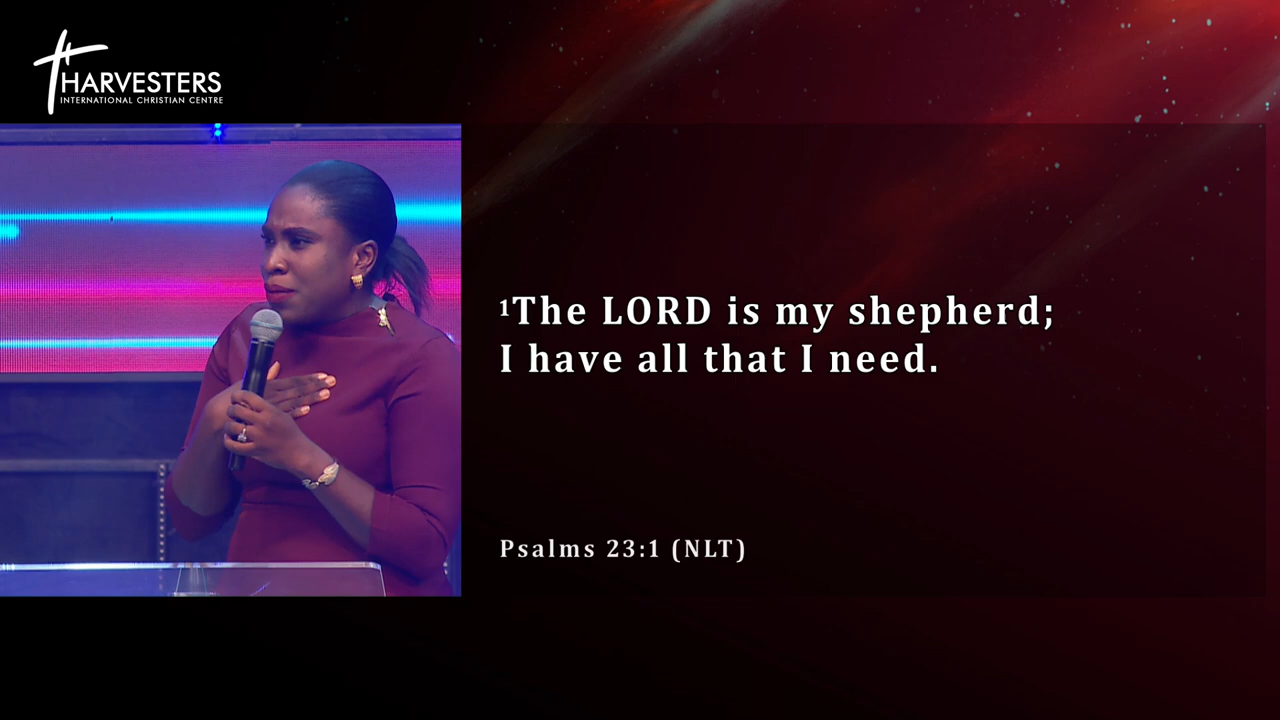 HARVESTERS
INTERNATIONAL CHRISTIAN CENTRE
¹The LORD is my shepherd;
I have all that I need.
Psalms 23:1 (NLT)